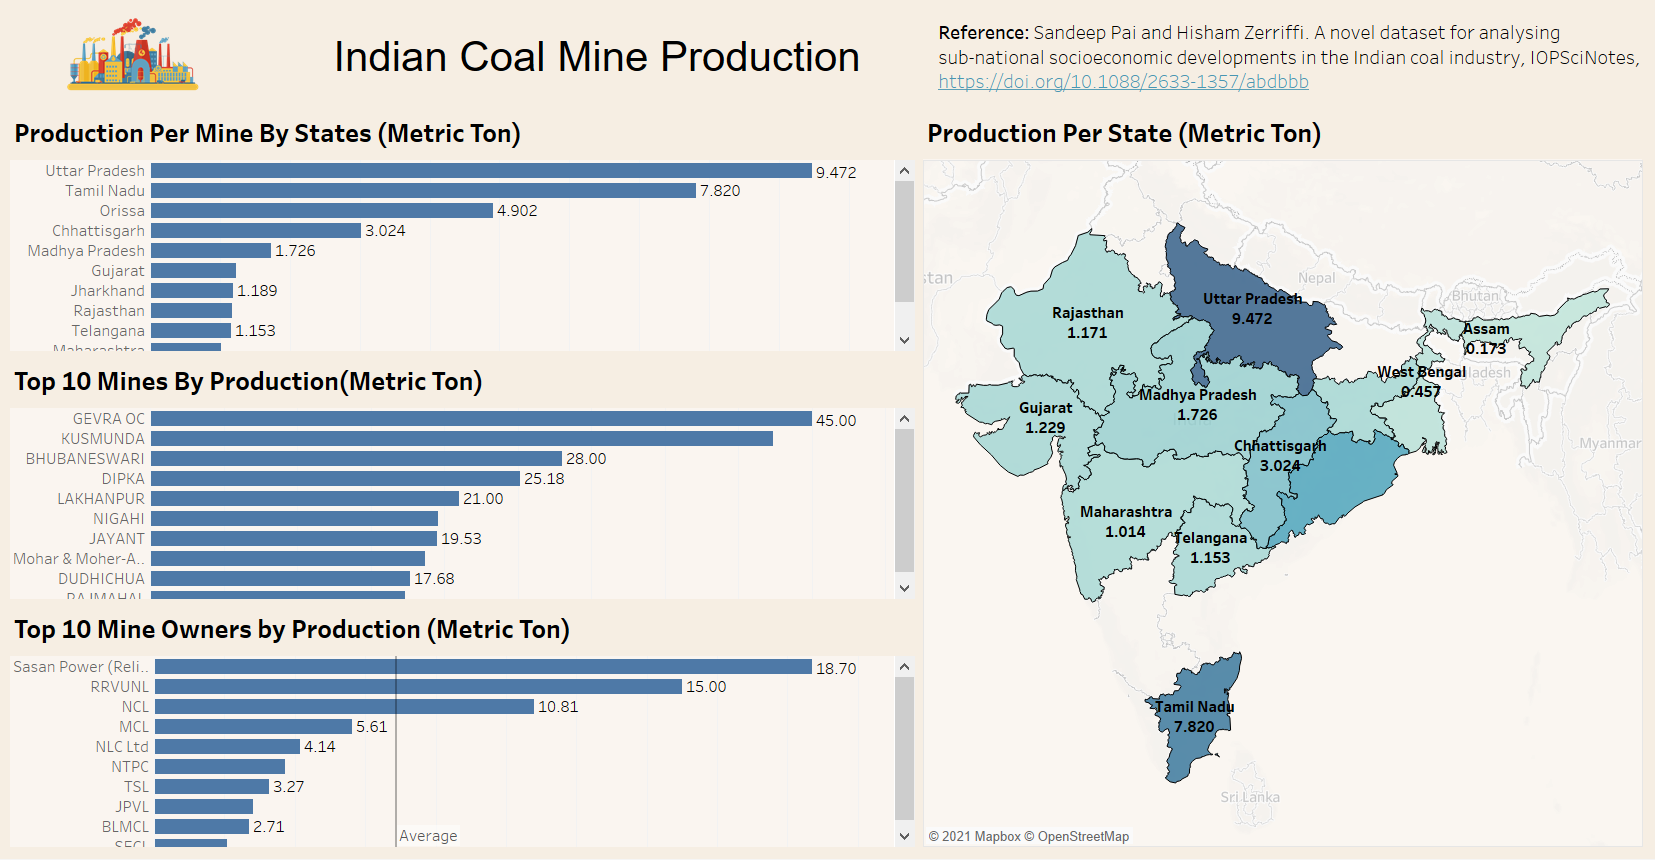 Indian Coal Mine Production
Reference: Sandeep Pai and Hisham Zerriffi. A novel dataset for analysing
sub-national socioeconomic developments in the Indian coal industry, IOPSciNotes,
https://doi.org/10.1088/2633-1357/abdbbb
Production Per Mine By States (Metric Ton)
Uttar Pradesh 9.472
Tamil Nadu 7.820
Orissa 4.902
Chhattisgarh 3.024
Madhya Pradesh 1.726
Gujarat
Jharkhand 1.189
Rajasthan
Telangana 1.153
Maharashtra
Top 10 Mines By Production(Metric Ton)
GEVRA OC 45.00
KUSMUNDA
BHUBANESWARI 28.00
DIPKA 25.18
LAKHANPUR 21.00
NIGAHI
JAYANT 19.53
Mohar & Moher-A..
DUDHICHUA 17.68
RAJMAHAL
Top 10 Mine Owners by Production (Metric Ton)
Sasan Power (Reli.. 18.70
RRVUNL 15.00
NCL 10.81
MCL 5.61
NLC Ltd 4.14
NTPC
TSL 3.27
JPVL
BLMCL 2.71
SECL
Average
Production Per State (Metric Ton)
stan
Nepal
Bhutan
Uttar Pradesh
9.472
Rajasthan
1.171
Assam
0.173
West Bengal
0.457
ladesh
Madhya Pradesh
1.726
Gujarat
1.229
Chhattisgarh
3.024
Myanmar
Maharashtra
1.014
Telangana
1.153
Tamil Nadu
7.820
Sri Lanka
© 2021 Mapbox © OpenStreetMap